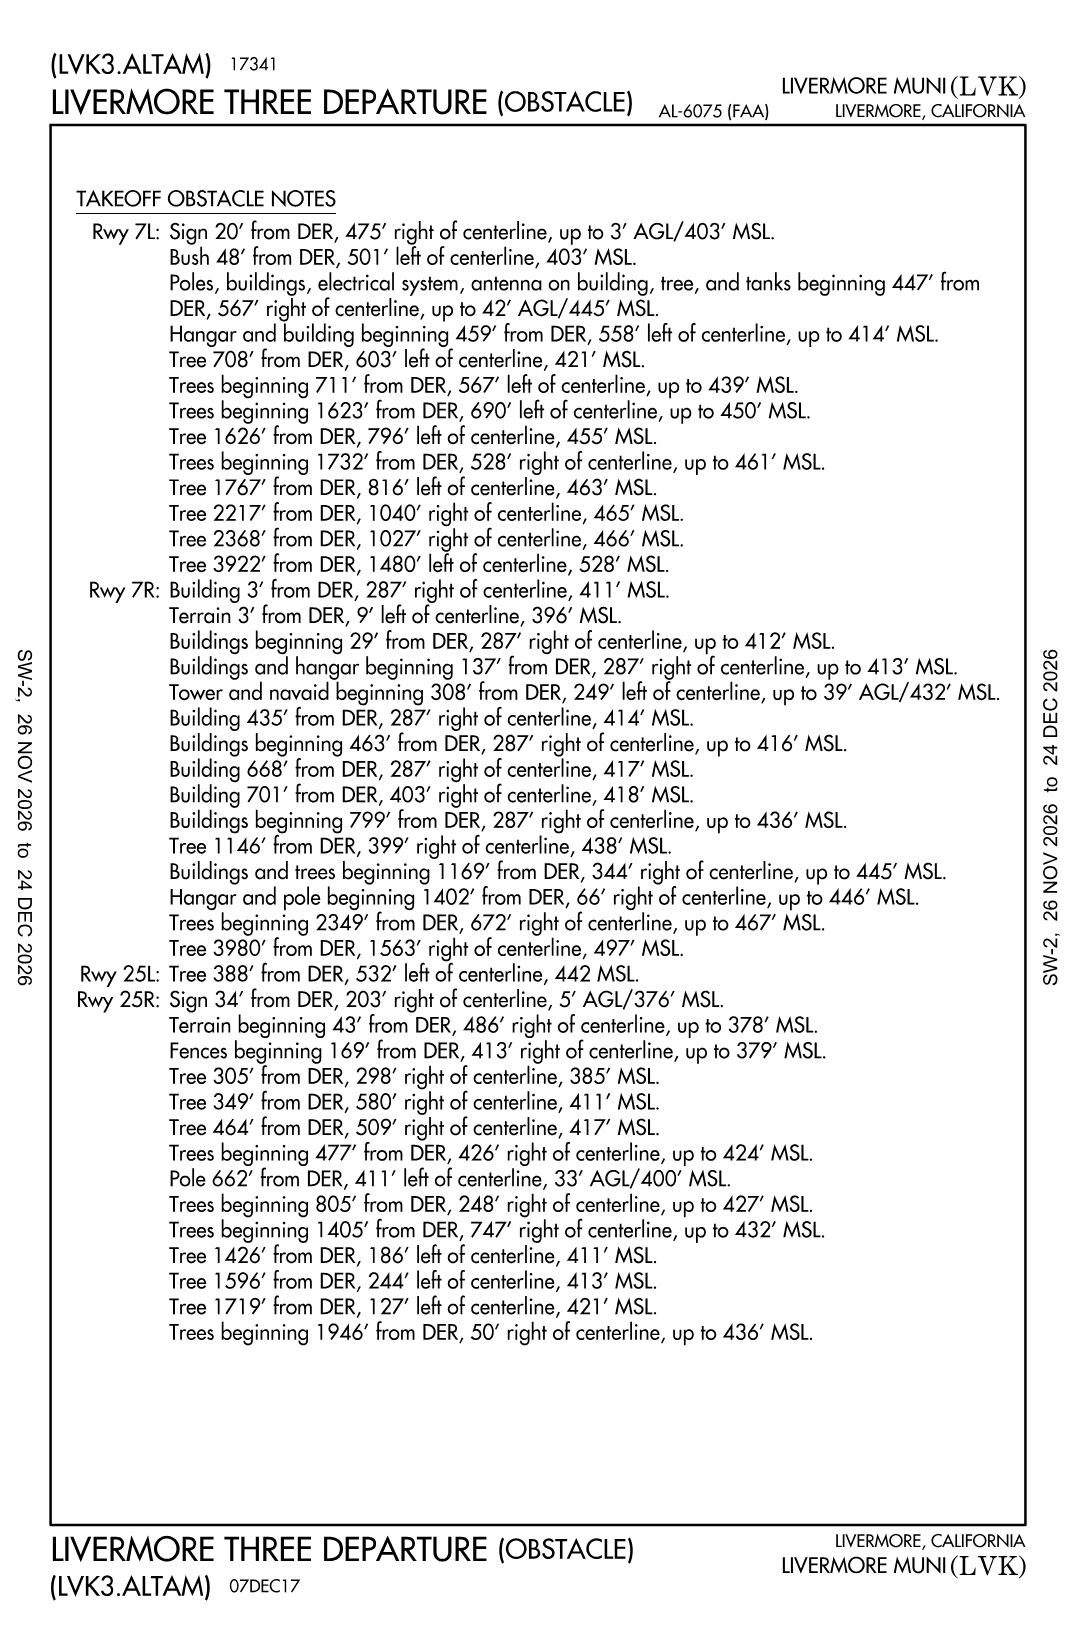 (LVK3.ALTAM) 17341
LIVERMORE THREE DEPARTURE (OBSTACLE) AL-6075 (FAA)
LIVERMORE MUNI (LVK)
LIVERMORE, CALIFORNIA
TAKEOFF OBSTACLE NOTES
Rwy 7L: Sign 20′ from DER, 475′ right of centerline, up to 3′ AGL/403′ MSL.
Bush 48′ from DER, 501′ left of centerline, 403′ MSL.
Poles, buildings, electrical system, antenna on building, tree, and tanks beginning 447′ from
DER, 567′ right of centerline, up to 42′ AGL/445′ MSL.
Hangar and building beginning 459′ from DER, 558′ left of centerline, up to 414′ MSL.
Tree 708′ from DER, 603′ left of centerline, 421′ MSL.
Trees beginning 711′ from DER, 567′ left of centerline, up to 439′ MSL.
Trees beginning 1623′ from DER, 690′ left of centerline, up to 450′ MSL.
Tree 1626′ from DER, 796′ left of centerline, 455′ MSL.
Trees beginning 1732′ from DER, 528′ right of centerline, up to 461′ MSL.
Tree 1767′ from DER, 816′ left of centerline, 463′ MSL.
Tree 2217′ from DER, 1040′ right of centerline, 465′ MSL.
Tree 2368′ from DER, 1027′ right of centerline, 466′ MSL.
Tree 3922′ from DER, 1480′ left of centerline, 528′ MSL.
Rwy 7R: Building 3′ from DER, 287′ right of centerline, 411′ MSL.
Terrain 3′ from DER, 9′ left of centerline, 396′ MSL.
Buildings beginning 29′ from DER, 287′ right of centerline, up to 412′ MSL.
Buildings and hangar beginning 137′ from DER, 287′ right of centerline, up to 413′ MSL.
Tower and navaid beginning 308′ from DER, 249′ left of centerline, up to 39′ AGL/432′ MSL.
Building 435′ from DER, 287′ right of centerline, 414′ MSL.
Buildings beginning 463′ from DER, 287′ right of centerline, up to 416′ MSL.
Building 668′ from DER, 287′ right of centerline, 417′ MSL.
Building 701′ from DER, 403′ right of centerline, 418′ MSL.
Buildings beginning 799′ from DER, 287′ right of centerline, up to 436′ MSL.
Tree 1146′ from DER, 399′ right of centerline, 438′ MSL.
Buildings and trees beginning 1169′ from DER, 344′ right of centerline, up to 445′ MSL.
Hangar and pole beginning 1402′ from DER, 66′ right of centerline, up to 446′ MSL.
Trees beginning 2349′ from DER, 672′ right of centerline, up to 467′ MSL.
Tree 3980′ from DER, 1563′ right of centerline, 497′ MSL.
Rwy 25L: Tree 388′ from DER, 532′ left of centerline, 442 MSL.
Rwy 25R: Sign 34′ from DER, 203′ right of centerline, 5′ AGL/376′ MSL.
Terrain beginning 43′ from DER, 486′ right of centerline, up to 378′ MSL.
Fences beginning 169′ from DER, 413′ right of centerline, up to 379′ MSL.
Tree 305′ from DER, 298′ right of centerline, 385′ MSL.
Tree 349′ from DER, 580′ right of centerline, 411′ MSL.
Tree 464′ from DER, 509′ right of centerline, 417′ MSL.
Trees beginning 477′ from DER, 426′ right of centerline, up to 424′ MSL.
Pole 662′ from DER, 411′ left of centerline, 33′ AGL/400′ MSL.
Trees beginning 805′ from DER, 248′ right of centerline, up to 427′ MSL.
Trees beginning 1405′ from DER, 747′ right of centerline, up to 432′ MSL.
Tree 1426′ from DER, 186′ left of centerline, 411′ MSL.
Tree 1596′ from DER, 244′ left of centerline, 413′ MSL.
Tree 1719′ from DER, 127′ left of centerline, 421′ MSL.
Trees beginning 1946′ from DER, 50′ right of centerline, up to 436′ MSL.
SW-2, 26 NOV 2026 to 24 DEC 2026
SW-2, 26 NOV 2026 to 24 DEC 2026
LIVERMORE THREE DEPARTURE (OBSTACLE)
(LVK3.ALTAM) 07DEC17
LIVERMORE, CALIFORNIA
LIVERMORE MUNI (LVK)